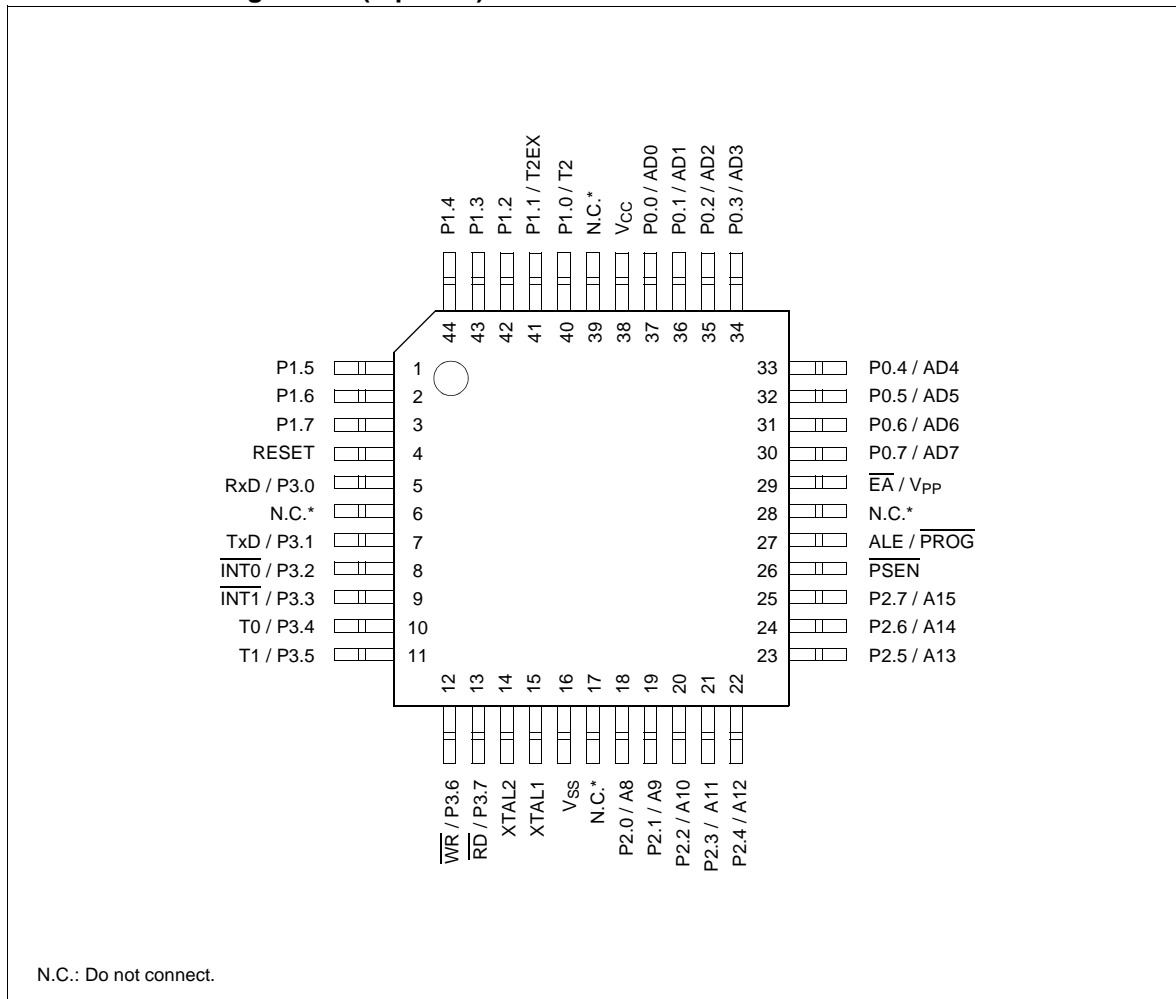 P1.4
P1.3
P1.2
P1.1 / T2EX
P1.0 / T2
N.C.*
VCC
P0.0 / AD0
P0.1 / AD1
P0.2 / AD2
P0.3 / AD3
44
43
42
41
40
39
38
37
36
35
34
P1.5 1
P1.6 2
P1.7 3
RESET 4
RxD / P3.0 5
N.C.* 6
TxD / P3.1 7
INT0 / P3.2 8
INT1 / P3.3 9
T0 / P3.4 10
T1 / P3.5 11
33 P0.4 / AD4
32 P0.5 / AD5
31 P0.6 / AD6
30 P0.7 / AD7
29 EA / VPP
28 N.C.*
27 ALE / PROG
26 PSEN
25 P2.7 / A15
24 P2.6 / A14
23 P2.5 / A13
12
13
14
15
16
17
18
19
20
21
22
WR / P3.6
RD / P3.7
XTAL2
XTAL1
VSS
N.C.*
P2.0 / A8
P2.1 / A9
P2.2 / A10
P2.3 / A11
P2.4 / A12
N.C.: Do not connect.